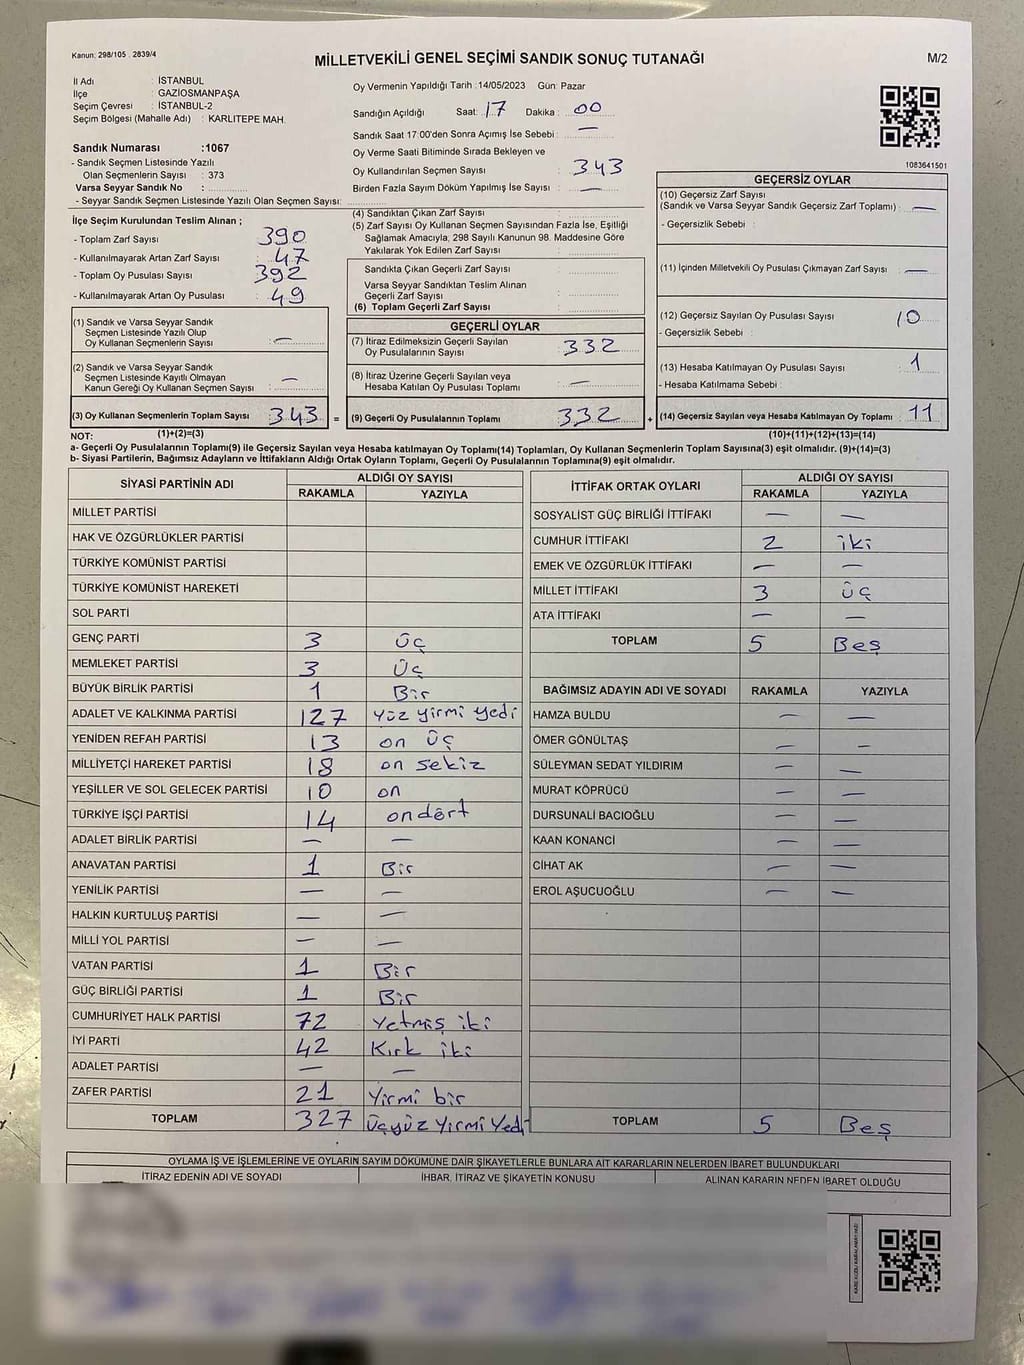 Kanun: 298/105 . 2839/4
MİLLETVEKİLİ GENEL SEÇİMİ SANDIK SONUÇ TUTANAĞI
M/2
İl Adı : İSTANBUL
İlçe : GAZİOSMANPAŞA
Seçim Çevresi : İSTANBUL-2
Seçim Bölgesi (Mahalle Adı) : KARLITEPE MAH.
Sandık Numarası :1067
- Sandık Seçmen Listesinde Yazılı
Olan Seçmenlerin Sayısı : 373
Varsa Seyyar Sandık No :
- Seyyar Sandık Seçmen Listesinde Yazılı Olan Seçmen Sayısı:
Oy Vermenin Yapıldığı Tarih :14/05/2023 Gün: Pazar
Sandığın Açıldığı Saat: 17 Dakika : 00
Sandık Saat 17:00'den Sonra Açımış İse Sebebi : —
Oy Verme Saati Bitiminde Sırada Bekleyen ve
Oy Kullandırılan Seçmen Sayısı : 343
Birden Fazla Sayım Döküm Yapılmış İse Sayısı : —
1083641501
İlçe Seçim Kurulundan Teslim Alınan ;
- Toplam Zarf Sayısı : 390
- Kullanılmayarak Artan Zarf Sayısı : 47
- Toplam Oy Pusulası Sayısı : 392
- Kullanılmayarak Artan Oy Pusulası : 49
(1) Sandık ve Varsa Seyyar Sandık
Seçmen Listesinde Yazılı Olup
Oy Kullanan Seçmenlerin Sayısı : —
(2) Sandık ve Varsa Seyyar Sandık
Seçmen Listesinde Kayıtlı Olmayan
Kanun Gereği Oy Kullanan Seçmen Sayısı : —
(3) Oy Kullanan Seçmenlerin Toplam Sayısı : 343 =
(1)+(2)=(3)
(4) Sandıktan Çıkan Zarf Sayısı :
(5) Zarf Sayısı Oy Kullanan Seçmen Sayısından Fazla İse, Eşitliği
Sağlamak Amacıyla, 298 Sayılı Kanunun 98. Maddesine Göre
Yakılarak Yok Edilen Zarf Sayısı :
Sandıkta Çıkan Geçerli Zarf Sayısı :
Varsa Seyyar Sandıktan Teslim Alınan
Geçerli Zarf Sayısı :
(6) Toplam Geçerli Zarf Sayısı :
GEÇERLİ OYLAR
(7) İtiraz Edilmeksizin Geçerli Sayılan
Oy Pusulalarının Sayısı : 332
(8) İtiraz Üzerine Geçerli Sayılan veya
Hesaba Katılan Oy Pusulası Toplamı : —
(9) Geçerli Oy Pusulalarının Toplamı : 332 +
GEÇERSİZ OYLAR
(10) Geçersiz Zarf Sayısı
(Sandık ve Varsa Seyyar Sandık Geçersiz Zarf Toplamı) : —
- Geçersizlik Sebebi :
(11) İçinden Milletvekili Oy Pusulası Çıkmayan Zarf Sayısı : —
(12) Geçersiz Sayılan Oy Pusulası Sayısı : 10
- Geçersizlik Sebebi :
(13) Hesaba Katılmayan Oy Pusulası Sayısı : 1
- Hesaba Katılmama Sebebi :
(14) Geçersiz Sayılan veya Hesaba Katılmayan Oy Toplamı : 11
(10)+(11)+(12)+(13)=(14)
NOT:
a- Geçerli Oy Pusulalarının Toplamı(9) ile Geçersiz Sayılan veya Hesaba katılmayan Oy Toplamı(14) Toplamları, Oy Kullanan Seçmenlerin Toplam Sayısına(3) eşit olmalıdır. (9)+(14)=(3)
b- Siyasi Partilerin, Bağımsız Adayların ve İttifakların Aldığı Ortak Oyların Toplamı, Geçerli Oy Pusulalarının Toplamına(9) eşit olmalıdır.
SİYASİ PARTİNİN ADI ALDIĞI OY SAYISI
RAKAMLA YAZIYLA
MİLLET PARTİSİ
HAK VE ÖZGÜRLÜKLER PARTİSİ
TÜRKİYE KOMÜNİST PARTİSİ
TÜRKİYE KOMÜNİST HAREKETİ
SOL PARTİ
GENÇ PARTİ 3 Üç
MEMLEKET PARTİSİ 3 Üç
BÜYÜK BİRLİK PARTİSİ 1 Bir
ADALET VE KALKINMA PARTİSİ 127 yüz yirmi yedi
YENİDEN REFAH PARTİSİ 13 on üç
MİLLİYETÇİ HAREKET PARTİSİ 18 on sekiz
YEŞİLLER VE SOL GELECEK PARTİSİ 10 on
TÜRKİYE İŞÇİ PARTİSİ 14 ondört
ADALET BİRLİK PARTİSİ — —
ANAVATAN PARTİSİ 1 Bir
YENİLİK PARTİSİ — —
HALKIN KURTULUŞ PARTİSİ — —
MİLLİ YOL PARTİSİ — —
VATAN PARTİSİ 1 Bir
GÜÇ BİRLİĞİ PARTİSİ 1 Bir
CUMHURİYET HALK PARTİSİ 72 Yetmiş iki
İYİ PARTİ 42 Kırk iki
ADALET PARTİSİ — —
ZAFER PARTİSİ 21 Yirmi bir
TOPLAM 327 Üçyüz Yirmi Yedi
İTTİFAK ORTAK OYLARI ALDIĞI OY SAYISI
RAKAMLA YAZIYLA
SOSYALİST GÜÇ BİRLİĞİ İTTİFAKI — —
CUMHUR İTTİFAKI 2 iki
EMEK VE ÖZGÜRLÜK İTTİFAKI — —
MİLLET İTTİFAKI 3 üç
ATA İTTİFAKI — —
TOPLAM 5 Beş
BAĞIMSIZ ADAYIN ADI VE SOYADI RAKAMLA YAZIYLA
HAMZA BULDU — —
ÖMER GÖNÜLTAŞ — —
SÜLEYMAN SEDAT YILDIRIM — —
MURAT KÖPRÜCÜ — —
DURSUNALİ BACIOĞLU — —
KAAN KONANCİ — —
CİHAT AK — —
EROL AŞUCUOĞLU — —
TOPLAM 5 Beş
OYLAMA İŞ VE İŞLEMLERİNE VE OYLARIN SAYIM DÖKÜMÜNE DAİR ŞİKAYETLERLE BUNLARA AİT KARARLARIN NELERDEN İBARET BULUNDUKLARI
İTİRAZ EDENİN ADI VE SOYADI İHBAR, İTİRAZ VE ŞİKAYETİN KONUSU ALINAN KARARIN NEDEN İBARET OLDUĞU